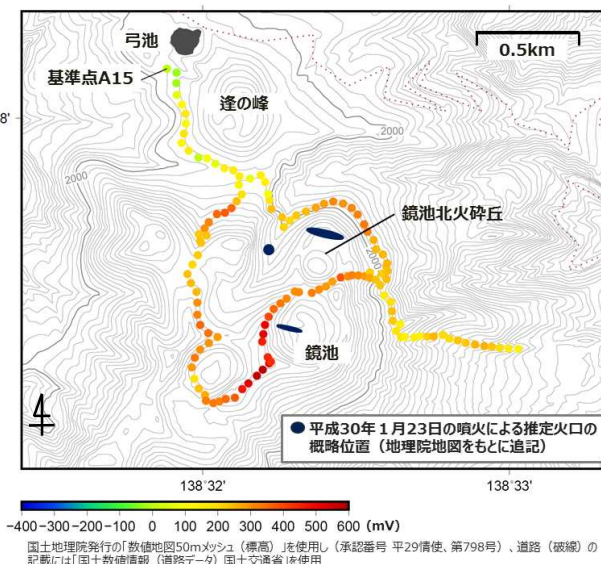 弓池
0.5km
基準点A15
逢の峰
8'
2000
2000
鏡池北火砕丘
2000
鏡池
4
● 平成30年1月23日の噴火による推定火口の
概略位置（地理院地図をもとに追記）
138°32'
138°33'
−400−300−200−100 0 100 200 300 400 500 600 (mV)
国土地理院発行の「数値地図50mメッシュ（標高）」を使用し（承認番号 平29情使、第798号）、道路（破線）の
記載には「国土数値情報（道路データ）国土交通省」を使用